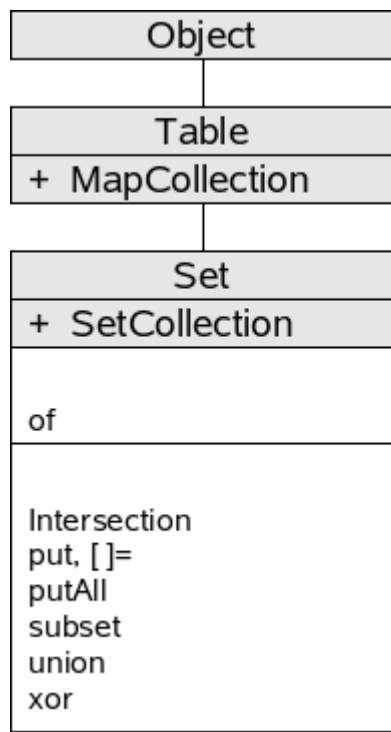 Object
Table
+ MapCollection
Set
+ SetCollection
of
Intersection
put, [ ]=
putAll
subset
union
xor